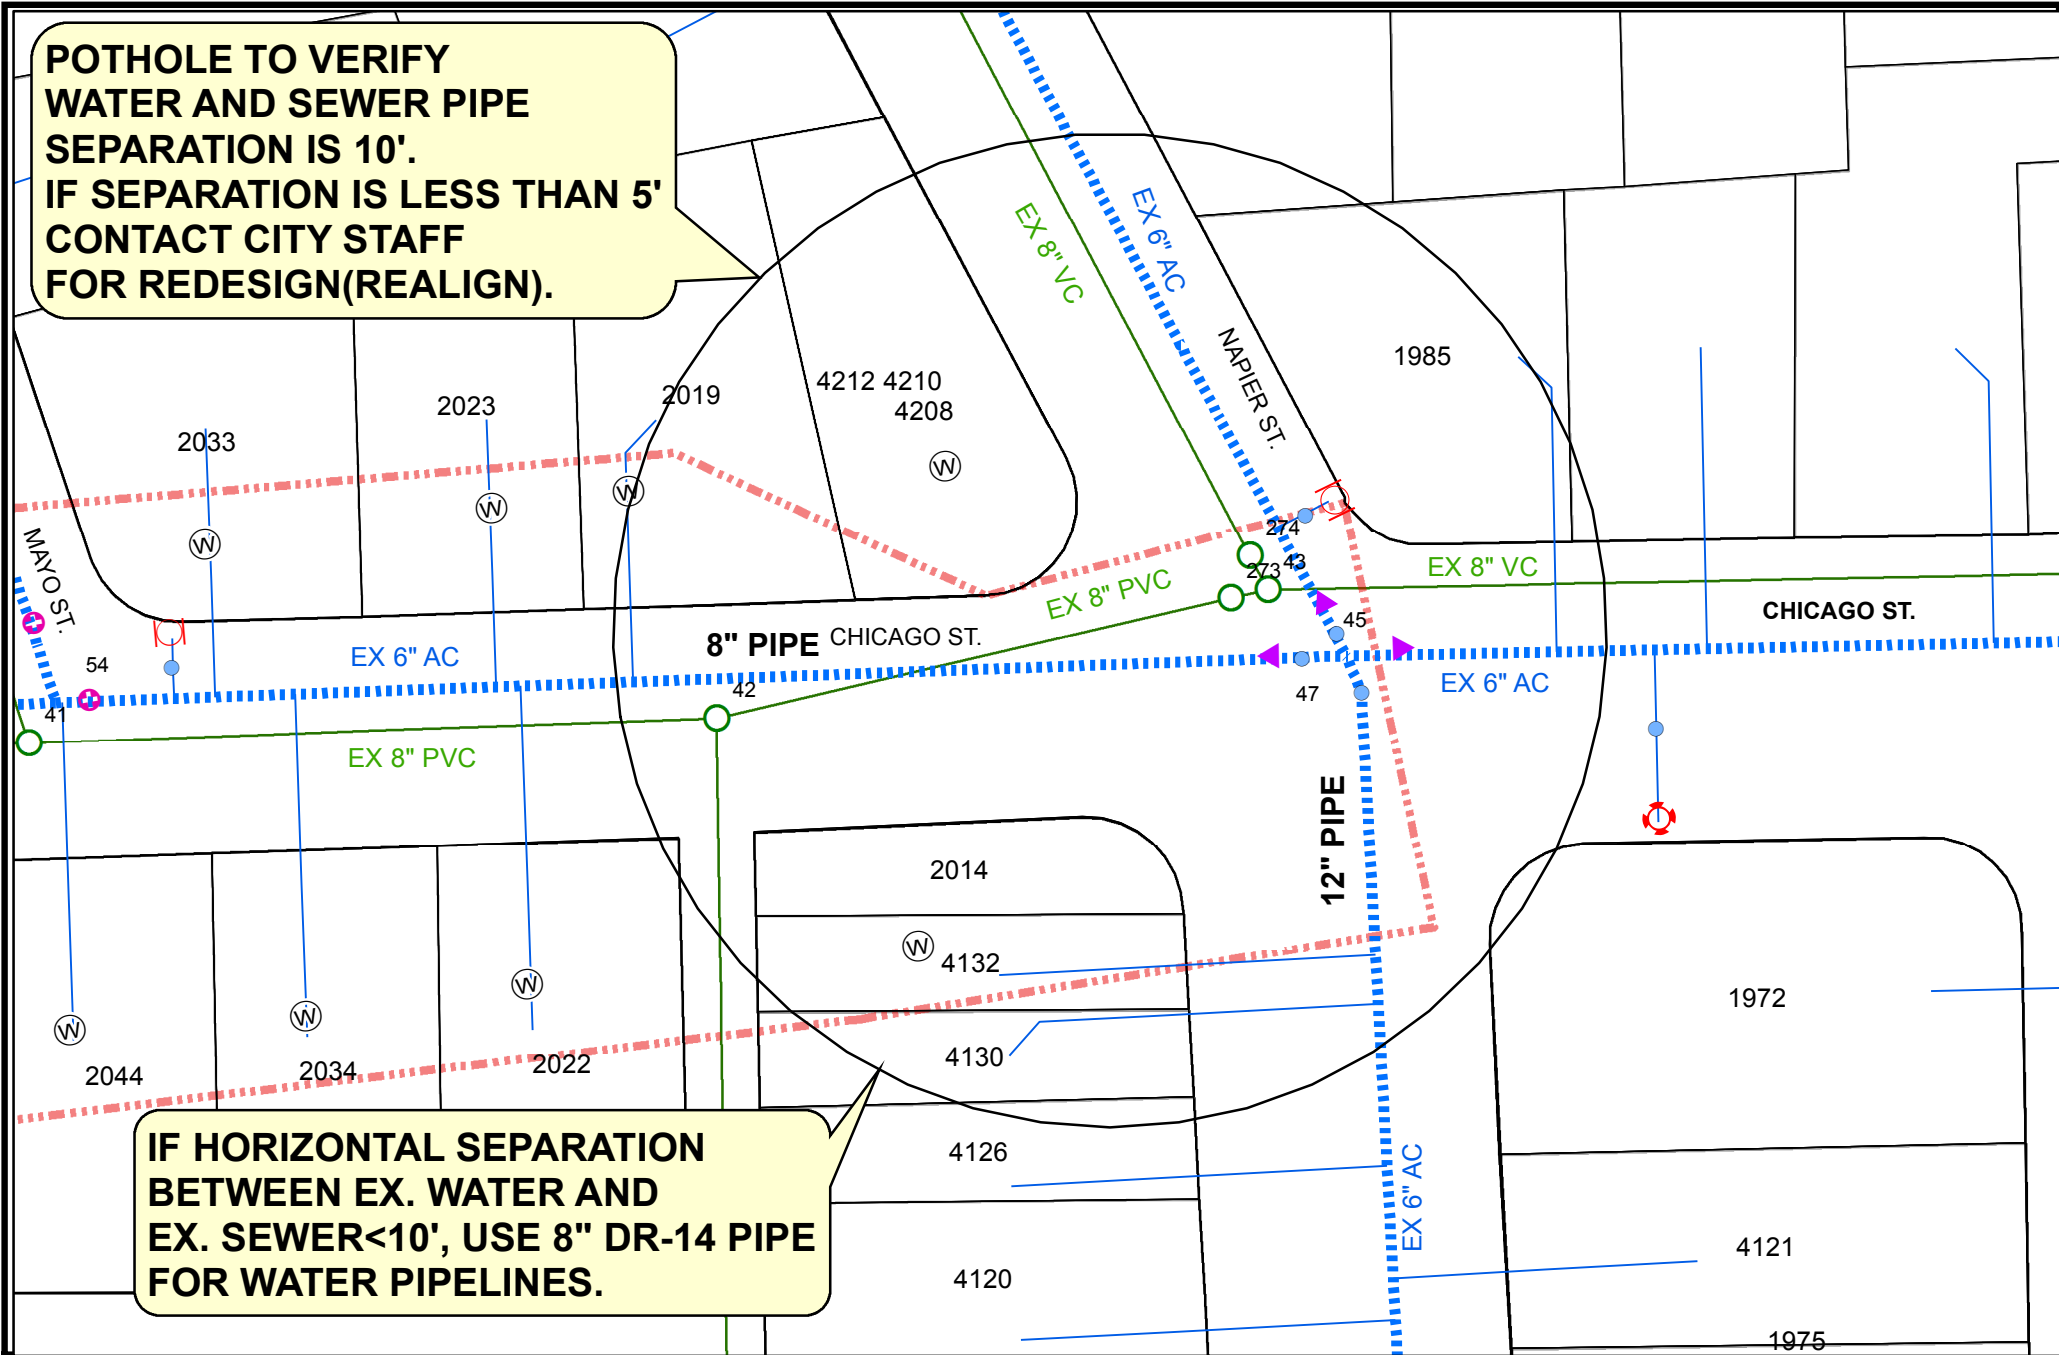 POTHOLE TO VERIFY
WATER AND SEWER PIPE
SEPARATION IS 10'.
IF SEPARATION IS LESS THAN 5'
CONTACT CITY STAFF
FOR REDESIGN(REALIGN).
EX 8" VC
EX 6" AC
NAPIER ST.
1985
4212 4210
4208
2019
2023
2033
W
W
W
W
MAYO ST.
274
43
273
EX 8" PVC
EX 8" VC
CHICAGO ST.
45
8" PIPE
CHICAGO ST.
EX 6" AC
54
41
42
47
EX 6" AC
EX 8" PVC
12" PIPE
2014
W
4132
W
W
W
1972
4130
2044
2034
2022
IF HORIZONTAL SEPARATION
BETWEEN EX. WATER AND
EX. SEWER<10', USE 8" DR-14 PIPE
FOR WATER PIPELINES.
4126
EX 6" AC
4121
4120
1975